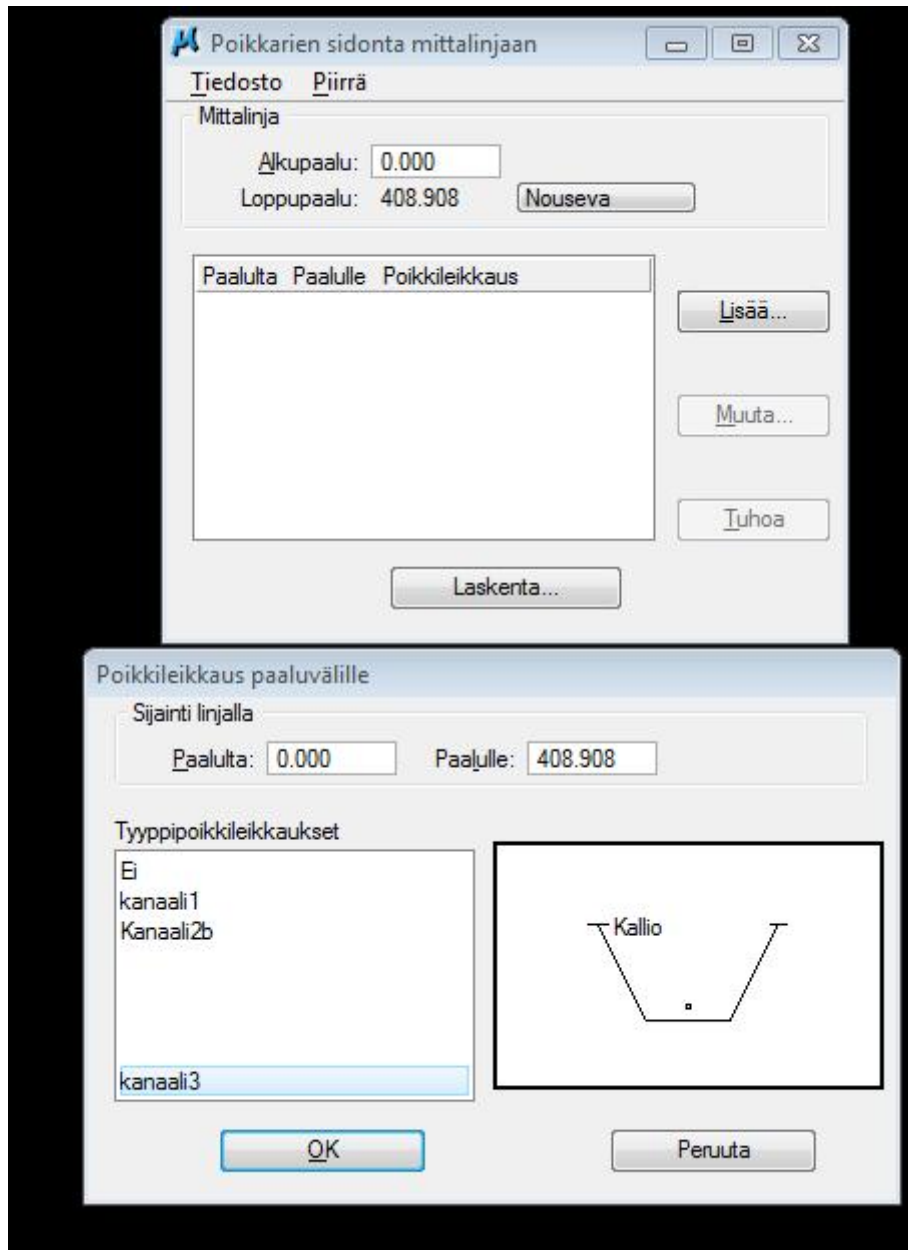 Poikkarien sidonta mittalinjaan
Tiedosto Piirrä
Mittalinja
Alkupaalu: 0.000
Loppupaalu: 408.908 Nouseva
Paalulta Paalulle Poikkileikkaus
Lisää...
Muuta...
Tuhoa
Laskenta...
Poikkileikkaus paaluvälille
Sijainti linjalla
Paalulta: 0.000 Paalulle: 408.908
Tyyppipoikkileikkaukset
Ei
kanaali1
Kanaali2b
kanaali3
Kallio
OK Peruuta